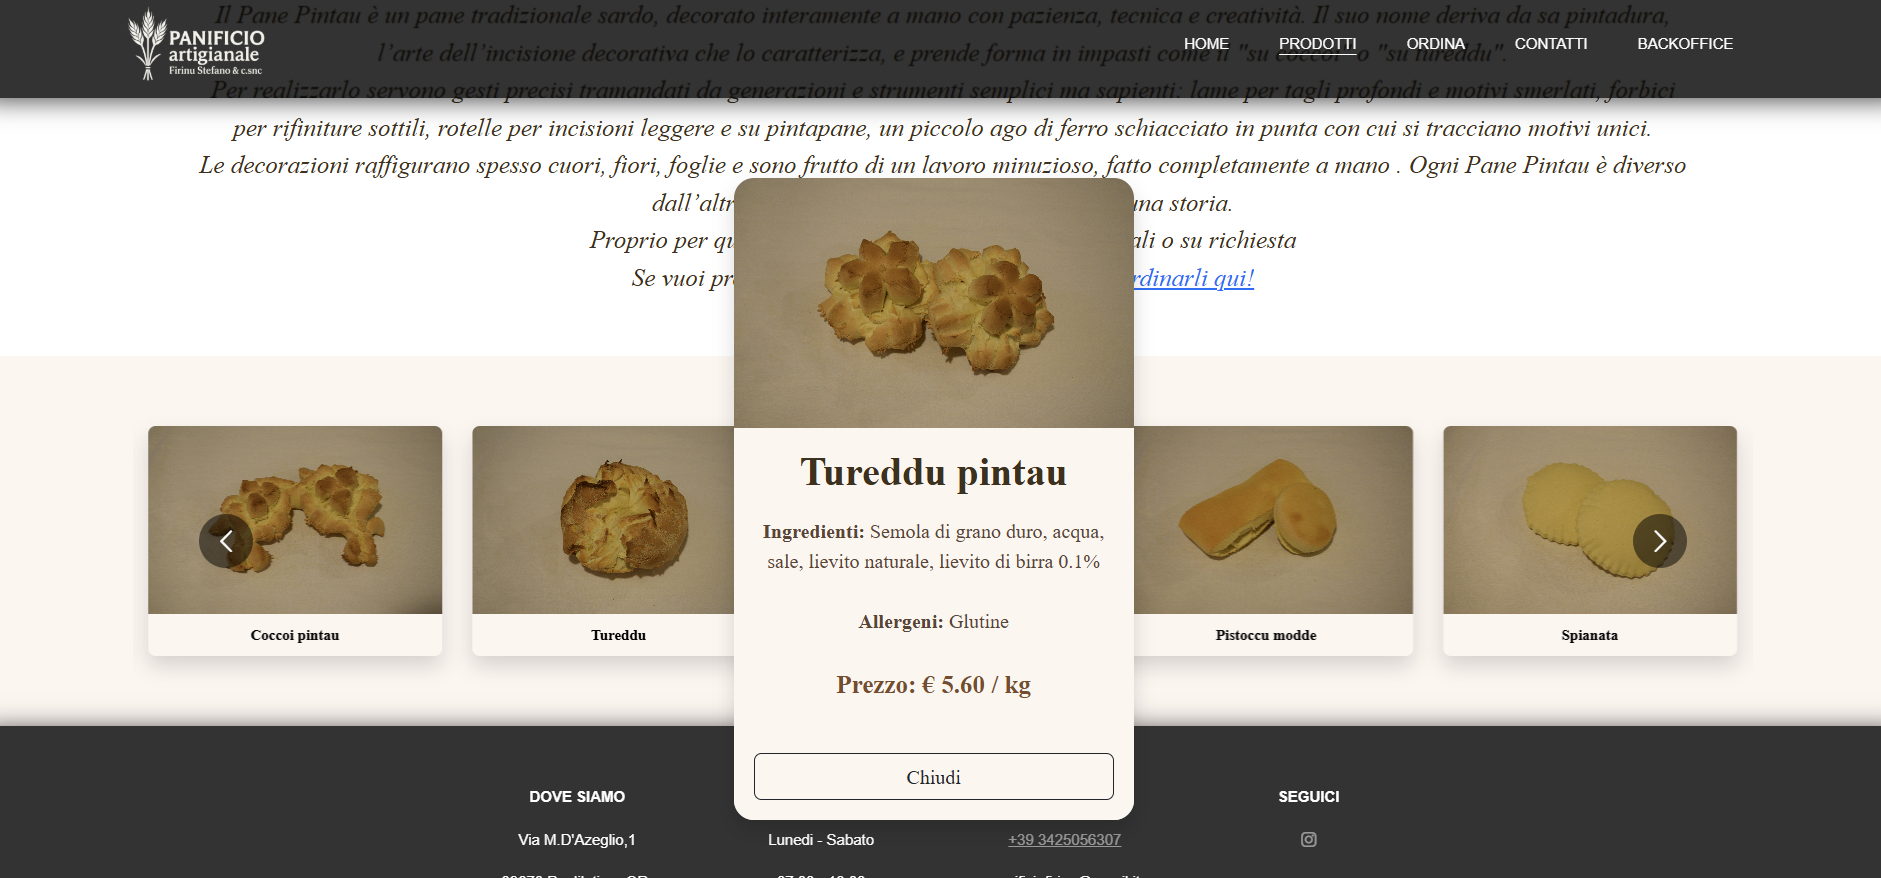 Il Pane Pintau è un pane tradizionale sardo, decorato interamente a mano con pazienza, tecnica e creatività. Il suo nome deriva da sa pintadura,
PANIFICIO
artigianale
Firinu Stefano & c.snc
HOME
PRODOTTI
ORDINA
CONTATTI
BACKOFFICE
l’arte dell’incisione decorativa che lo caratterizza, e prende forma in impasti come il "su coccoi" o "su tureddu".
Per realizzarlo servono gesti precisi tramandati da generazioni e strumenti semplici ma sapienti: lame per tagli profondi e motivi smerlati, forbici
per rifiniture sottili, rotelle per incisioni leggere e su pintapane, un piccolo ago di ferro schiacciato in punta con cui si tracciano motivi unici.
Le decorazioni raffigurano spesso cuori, fiori, foglie e sono frutto di un lavoro minuzioso, fatto completamente a mano . Ogni Pane Pintau è diverso
dall’altr una storia.
Proprio per qu ali o su richiesta
Se vuoi pr rdinarli qui!
Tureddu pintau
Ingredienti: Semola di grano duro, acqua,
sale, lievito naturale, lievito di birra 0.1%
Allergeni: Glutine
Prezzo: € 5.60 / kg
Chiudi
Coccoi pintau
Tureddu
Pistoccu modde
Spianata
DOVE SIAMO
SEGUICI
Via M.D'Azeglio,1
Lunedi - Sabato
+39 3425056307